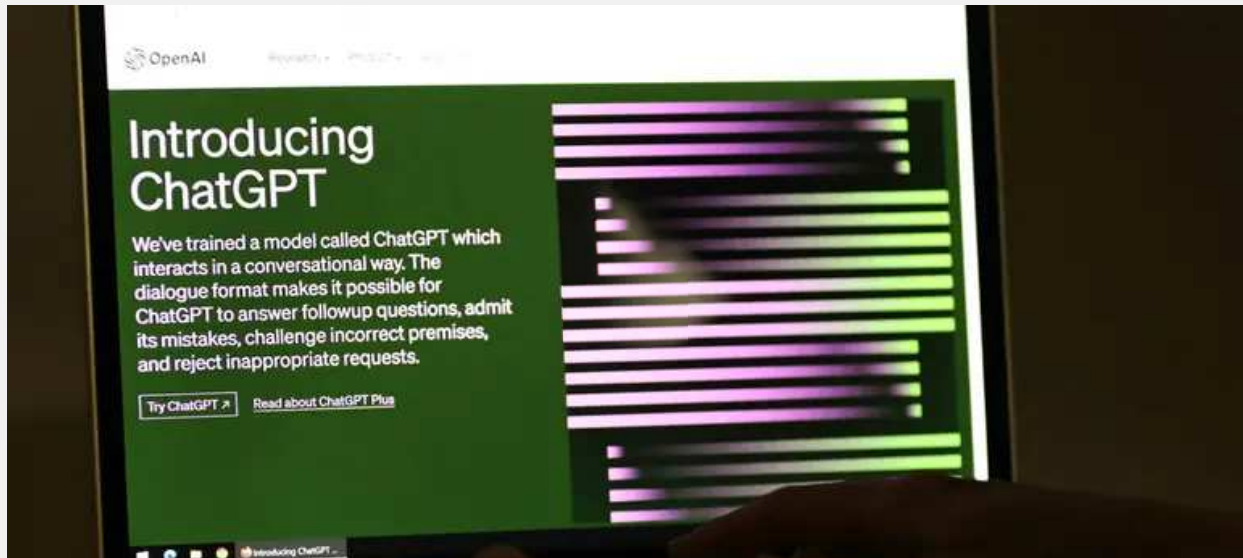 OpenAI
Introducing
ChatGPT
We've trained a model called ChatGPT which
interacts in a conversational way. The
dialogue format makes it possible for
ChatGPT to answer followup questions, admit
its mistakes, challenge incorrect premises,
and reject inappropriate requests.
Try ChatGPT ↗ Read about ChatGPT Plus
Introducing ChatGPT ...